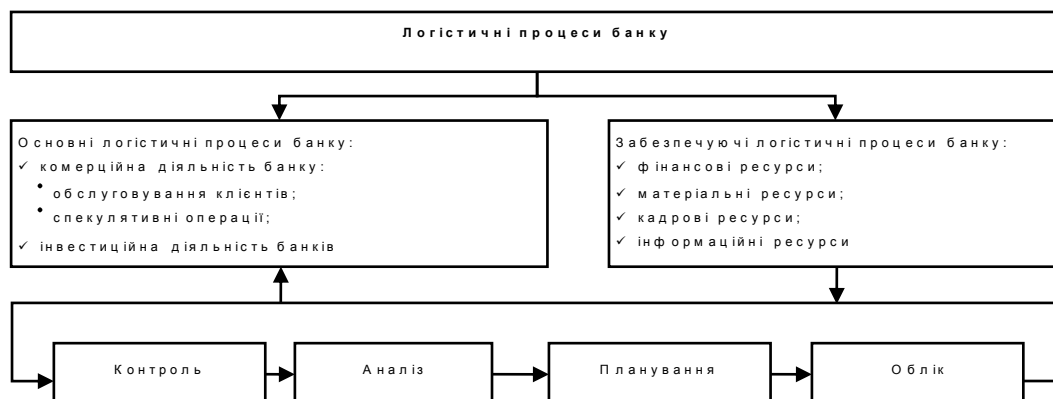 Логістичні процеси банку
Основні логістичні процеси банку:
✓ комерційна діяльність банку:
• обслуговування клієнтів;
• спекулятивні операції;
✓ інвестиційна діяльність банків
Забезпечуючі логістичні процеси банку:
✓ фінансові ресурси;
✓ матеріальні ресурси;
✓ кадрові ресурси;
✓ інформаційні ресурси
Контроль
Аналіз
Планування
Облік